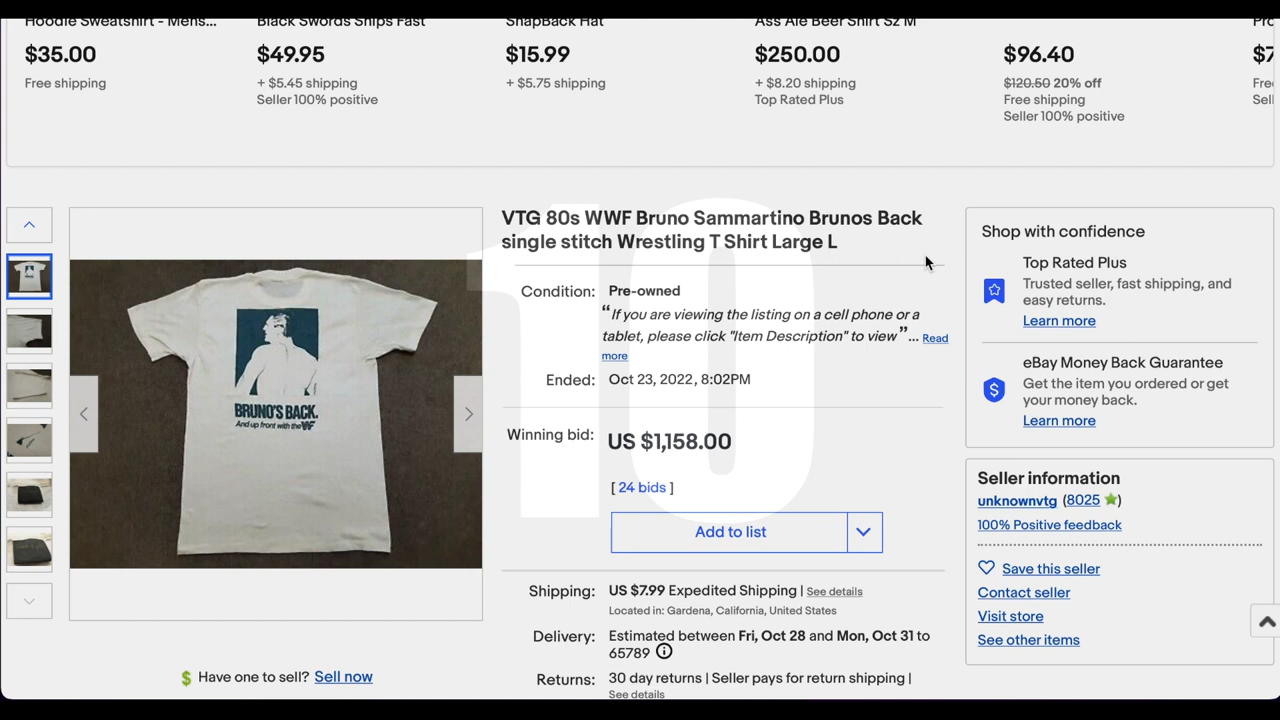 Hoodie Sweatshirt - Mens...
Black Swords Ships Fast
SnapBack Hat
Ass Ale Beer Shirt Sz M
$35.00
$49.95
$15.99
$250.00
$96.40
Free shipping
+ $5.45 shipping
+ $5.75 shipping
+ $8.20 shipping
$120.50 20% off
Seller 100% positive
Top Rated Plus
Free shipping
Seller 100% positive
10
VTG 80s WWF Bruno Sammartino Brunos Back
single stitch Wrestling T Shirt Large L
Condition:
Pre-owned
“If you are viewing the listing on a cell phone or a
tablet, please click "Item Description" to view ”... Read
more
Ended:
Oct 23, 2022 , 8:02PM
Winning bid:
US $1,158.00
[ 24 bids ]
Add to list
Shipping:
US $7.99 Expedited Shipping | See details
Located in: Gardena, California, United States
Delivery:
Estimated between Fri, Oct 28 and Mon, Oct 31 to
65789
Returns:
30 day returns | Seller pays for return shipping |
See details
BRUNO'S BACK.
And up front with the WF
Have one to sell? Sell now
Shop with confidence
Top Rated Plus
Trusted seller, fast shipping, and
easy returns.
Learn more
eBay Money Back Guarantee
Get the item you ordered or get
your money back.
Learn more
Seller information
unknownvtg (8025)
100% Positive feedback
Save this seller
Contact seller
Visit store
See other items